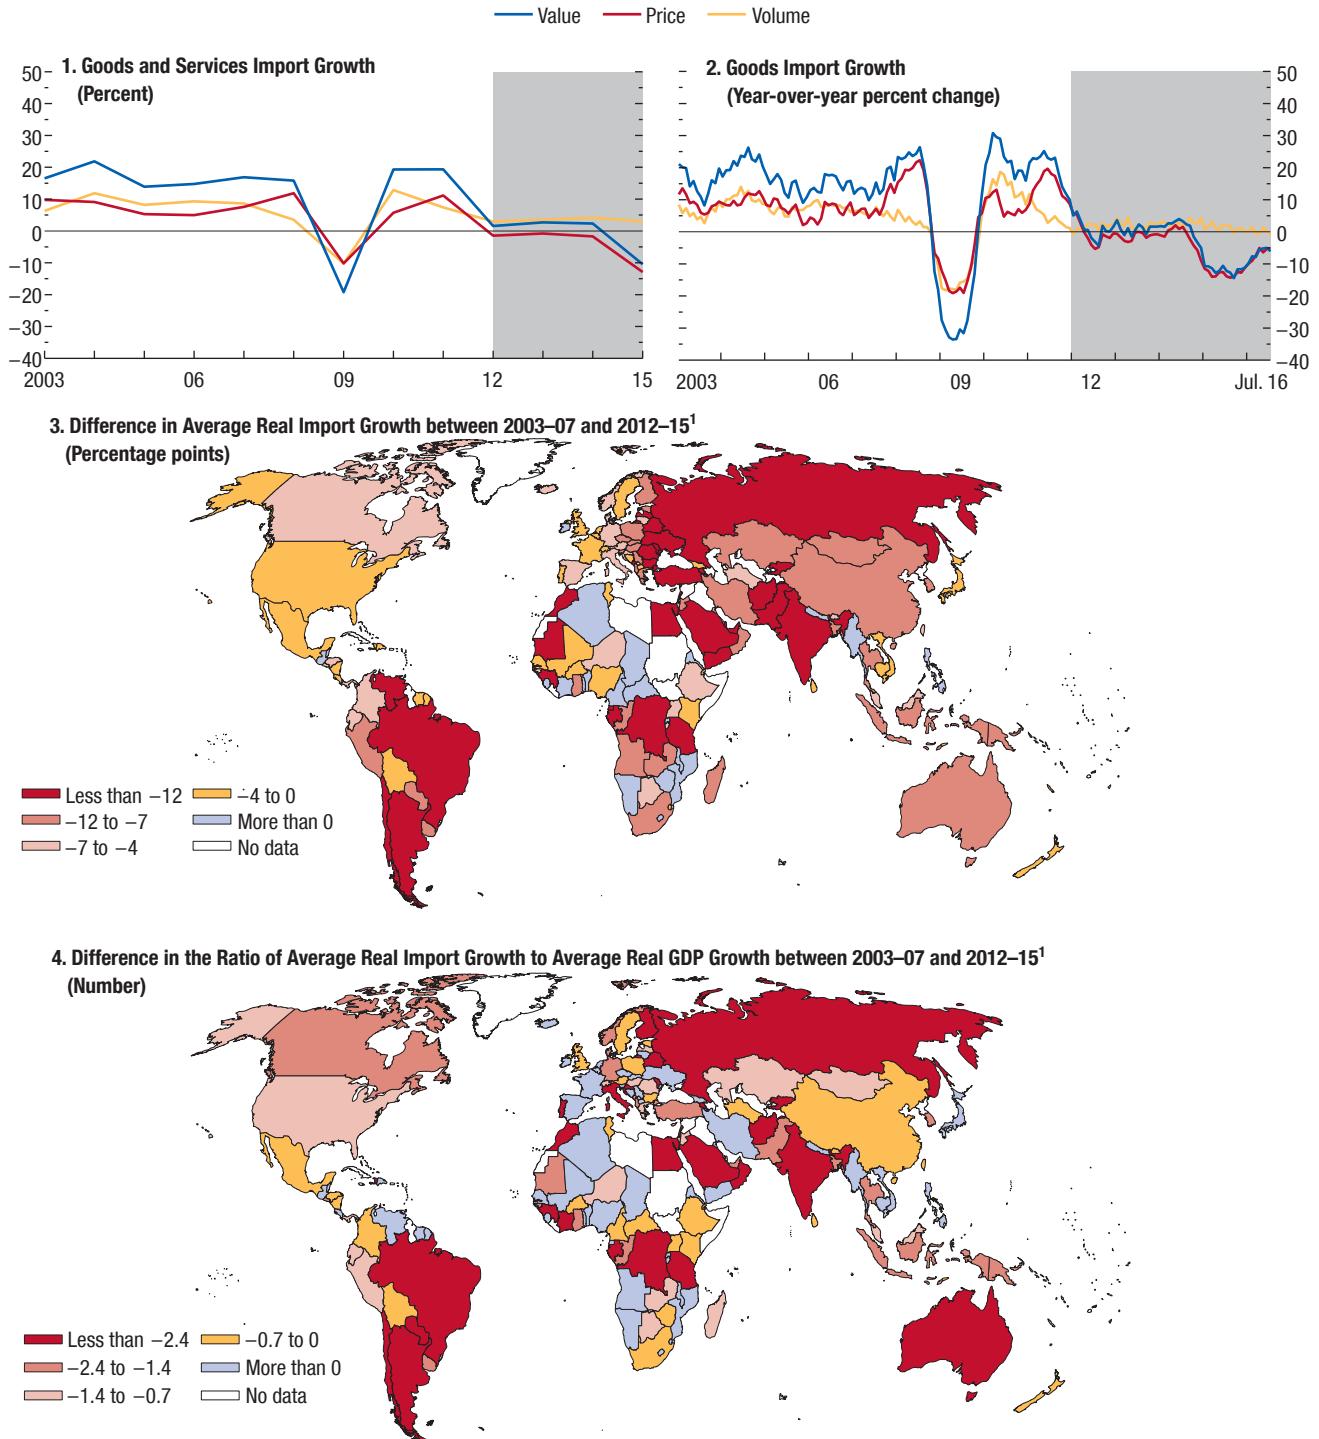 Value Price Volume
1. Goods and Services Import Growth
(Percent)
50
40
30
20
10
0
−10
−20
−30
−40
2003 06 09 12 15
2. Goods Import Growth
(Year-over-year percent change)
50
40
30
20
10
0
−10
−20
−30
−40
2003 06 09 12 Jul. 16
3. Difference in Average Real Import Growth between 2003–07 and 2012–15¹
(Percentage points)
Less than −12 −4 to 0
−12 to −7 More than 0
−7 to −4 No data
4. Difference in the Ratio of Average Real Import Growth to Average Real GDP Growth between 2003–07 and 2012–15¹
(Number)
Less than −2.4 −0.7 to 0
−2.4 to −1.4 More than 0
−1.4 to −0.7 No data